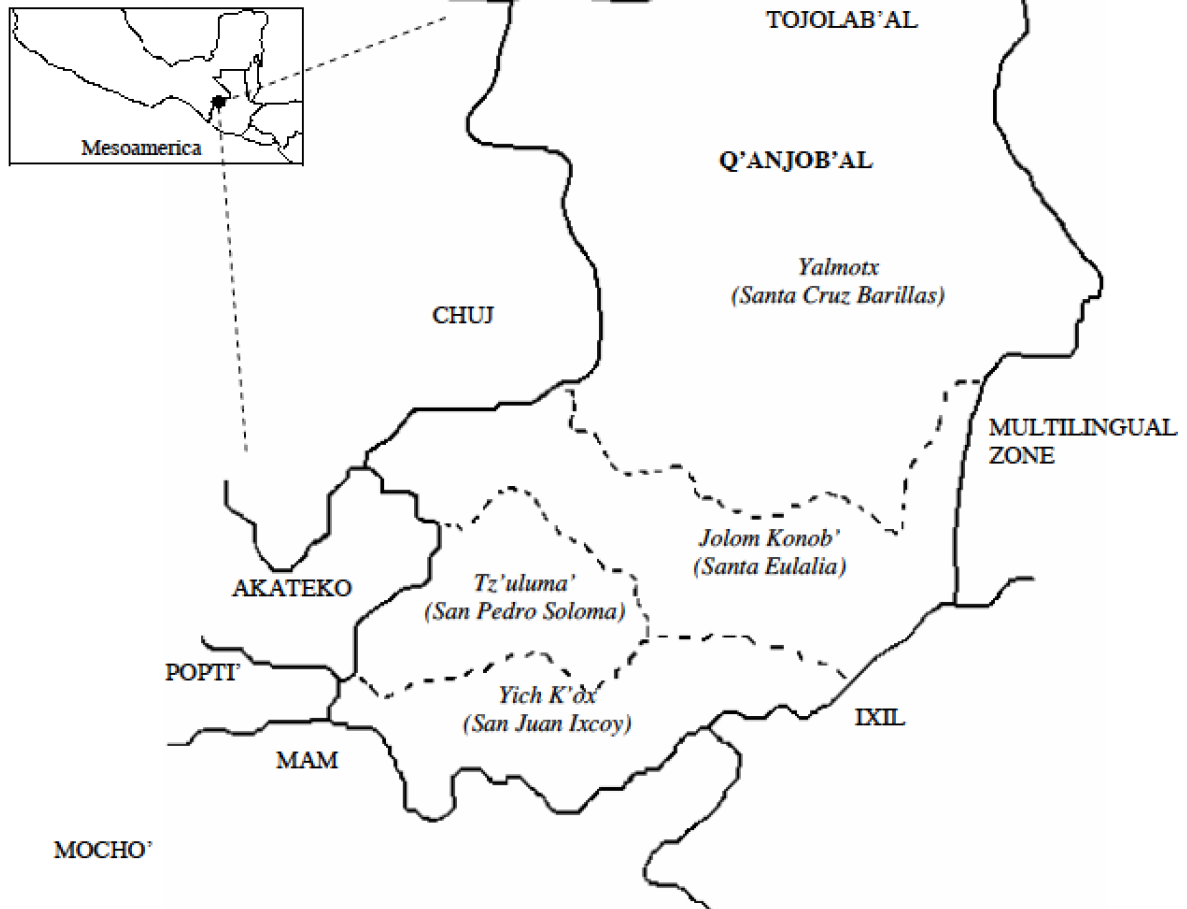 TOJOLAB’AL
Mesoamerica
Q’ANJOB’AL
Yalmotx
(Santa Cruz Barillas)
CHUJ
MULTILINGUAL
ZONE
Jolom Konob’
(Santa Eulalia)
AKATEKO
Tz’uluma’
(San Pedro Soloma)
POPTI’
Yich K’ox
(San Juan Ixcoy)
IXIL
MAM
MOCHO’